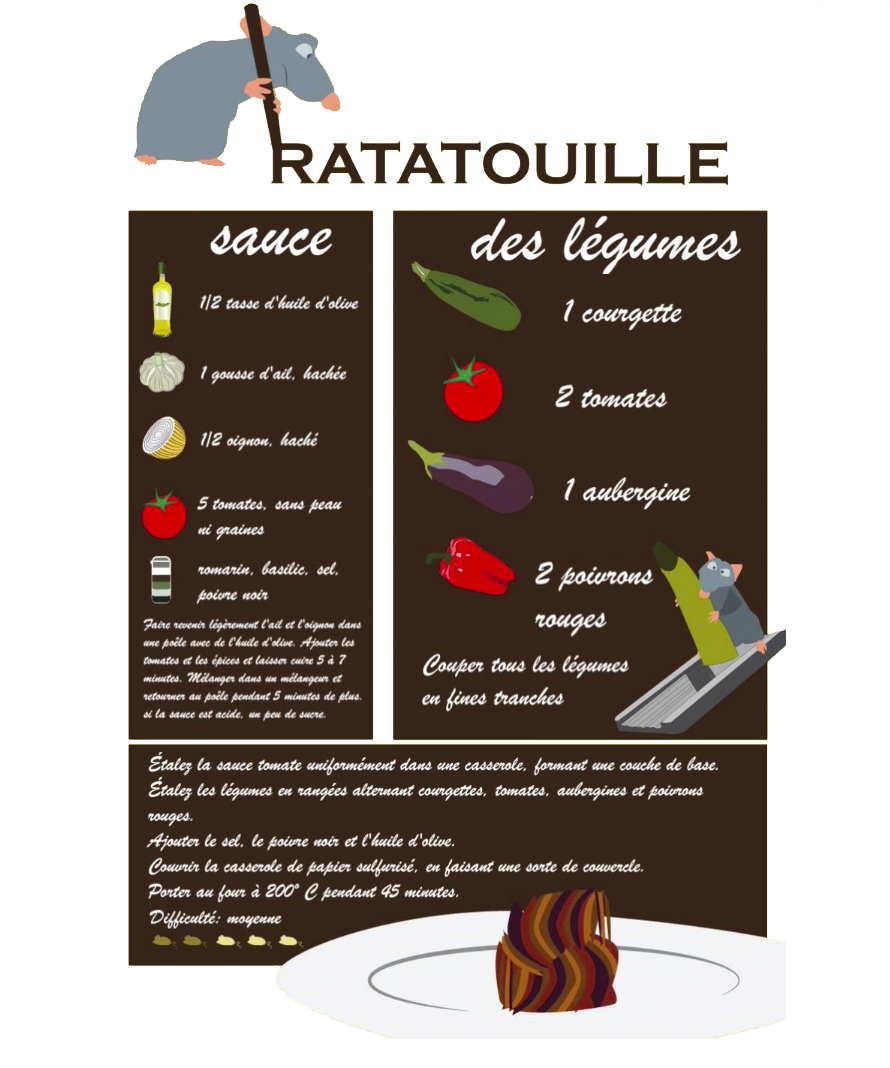 RATATOUILLE
sauce
1/2 tasse d'huile d'olive
1 gousse d'ail, hachée
1/2 oignon, haché
5 tomates, sans peau
ni graines
romarin, basilic, sel,
poivre noir
Faire revenir légèrement l'ail et l'oignon dans
une poêle avec de l'huile d'olive. Ajouter les
tomates et les épices et laisser cuire 5 à 7
minutes. Mélanger dans un mélangeur et
retourner au poêle pendant 5 minutes de plus.
si la sauce est acide, un peu de sucre.
des légumes
1 courgette
2 tomates
1 aubergine
2 poivrons
rouges
Couper tous les légumes
en fines tranches
Étalez la sauce tomate uniformément dans une casserole, formant une couche de base.
Étalez les légumes en rangées alternant courgettes, tomates, aubergines et poivrons
rouges.
Ajouter le sel, le poivre noir et l'huile d'olive.
Couvrir la casserole de papier sulfurisé, en faisant une sorte de couvercle.
Porter au four à 200° C pendant 45 minutes.
Difficulté: moyenne